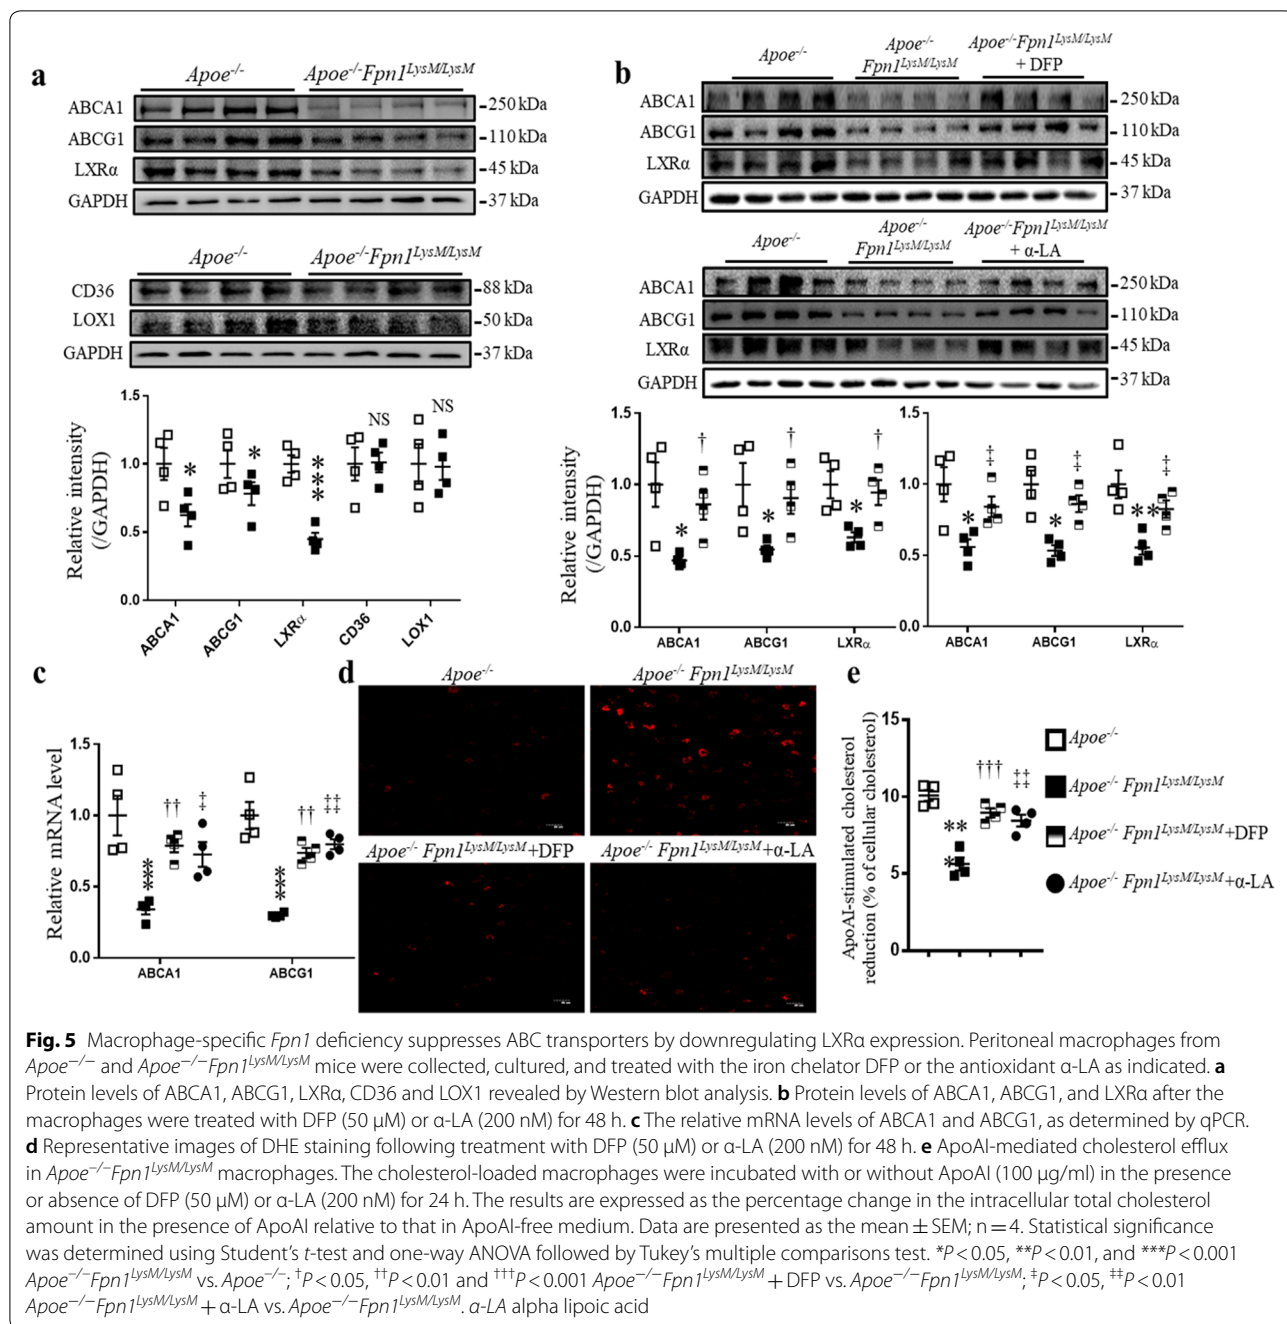 a
Apoe-/- Apoe-/-Fpn1LysM/LysM
ABCA1 -250 kDa
ABCG1 -110 kDa
LXRα -45 kDa
GAPDH -37 kDa
Apoe-/- Apoe-/-Fpn1LysM/LysM
CD36 -88 kDa
LOX1 -50 kDa
GAPDH -37 kDa
Relative intensity
(/GAPDH)
1.5
1.0
0.5
0.0
* * *** NS NS
ABCA1 ABCG1 LXRα CD36 LOX1
b
Apoe-/- Apoe-/-
Fpn1LysM/LysM Apoe-/-Fpn1LysM/LysM
+ DFP
ABCA1 -250 kDa
ABCG1 -110 kDa
LXRα -45 kDa
GAPDH -37 kDa
Apoe-/- Apoe-/-
Fpn1LysM/LysM Apoe-/-Fpn1LysM/LysM
+ α-LA
ABCA1 -250 kDa
ABCG1 -110 kDa
LXRα -45 kDa
GAPDH -37 kDa
Relative intensity
(/GAPDH)
1.5
1.0
0.5
0.0
* † * † * †
ABCA1 ABCG1 LXRα
1.5
1.0
0.5
0.0
* ‡ * ‡ ** ‡
ABCA1 ABCG1 LXRα
c
Relative mRNA level
1.5
1.0
0.5
0.0
*** †† ‡ *** †† ‡‡
ABCA1 ABCG1
d
Apoe-/- Apoe-/- Fpn1LysM/LysM
Apoe-/- Fpn1LysM/LysM+DFP Apoe-/- Fpn1LysM/LysM+α-LA
e
ApoAI-stimulated cholesterol
reduction (% of cellular cholesterol)
15
10
5
0
** * ††† ‡‡
Apoe-/-
Apoe-/- Fpn1LysM/LysM
Apoe-/- Fpn1LysM/LysM+DFP
Apoe-/- Fpn1LysM/LysM+α-LA
Fig. 5 Macrophage-specific Fpn1 deficiency suppresses ABC transporters by downregulating LXRα expression. Peritoneal macrophages from
Apoe−/− and Apoe−/−Fpn1LysM/LysM mice were collected, cultured, and treated with the iron chelator DFP or the antioxidant α-LA as indicated. a
Protein levels of ABCA1, ABCG1, LXRα, CD36 and LOX1 revealed by Western blot analysis. b Protein levels of ABCA1, ABCG1, and LXRα after the
macrophages were treated with DFP (50 μM) or α-LA (200 nM) for 48 h. c The relative mRNA levels of ABCA1 and ABCG1, as determined by qPCR.
d Representative images of DHE staining following treatment with DFP (50 μM) or α-LA (200 nM) for 48 h. e ApoAI-mediated cholesterol efflux
in Apoe−/−Fpn1LysM/LysM macrophages. The cholesterol-loaded macrophages were incubated with or without ApoAI (100 μg/ml) in the presence
or absence of DFP (50 μM) or α-LA (200 nM) for 24 h. The results are expressed as the percentage change in the intracellular total cholesterol
amount in the presence of ApoAI relative to that in ApoAI-free medium. Data are presented as the mean ± SEM; n = 4. Statistical significance
was determined using Student's t-test and one-way ANOVA followed by Tukey's multiple comparisons test. *P < 0.05, **P < 0.01, and ***P < 0.001
Apoe−/−Fpn1LysM/LysM vs. Apoe−/−; †P < 0.05, ††P < 0.01 and †††P < 0.001 Apoe−/−Fpn1LysM/LysM + DFP vs. Apoe−/−Fpn1LysM/LysM; ‡P < 0.05, ‡‡P < 0.01
Apoe−/−Fpn1LysM/LysM + α-LA vs. Apoe−/−Fpn1LysM/LysM. α-LA alpha lipoic acid